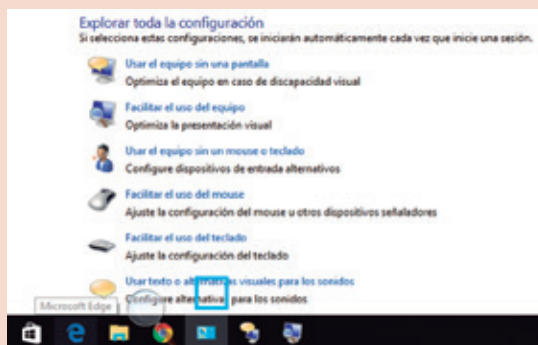 Explorar toda la configuración
Si selecciona estas configuraciones, se iniciarán automáticamente cada vez que inicie una sesión.
Usar el equipo sin una pantalla
Optimiza el equipo en caso de discapacidad visual
Facilitar el uso del equipo
Optimiza la presentación visual
Usar el equipo sin un mouse o teclado
Configure dispositivos de entrada alternativos
Facilitar el uso del mouse
Ajuste la configuración del mouse u otros dispositivos señaladores
Facilitar el uso del teclado
Ajuste la configuración del teclado
Usar texto o alternativas visuales para los sonidos
Configure alternativas para los sonidos
Microsoft Edge